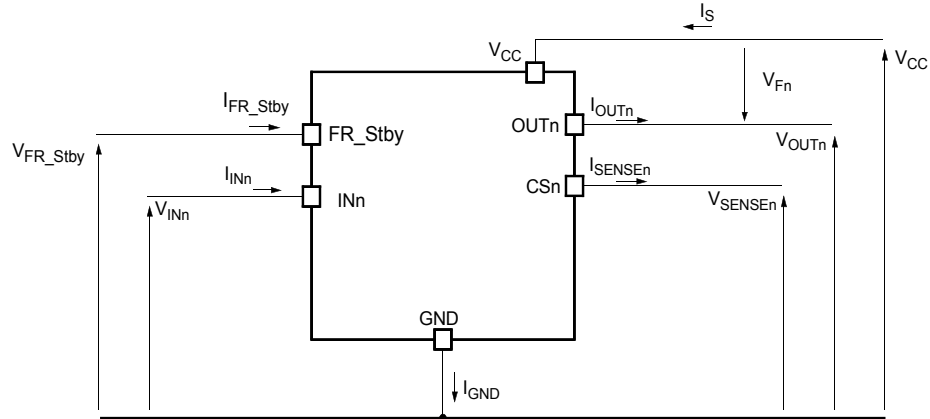 I_S
V_CC
V_CC
V_Fn
I_FR_Stby
I_OUTn
FR_Stby
OUTn
V_FR_Stby
V_OUTn
I_INn
I_SENSEn
INn
CSn
V_INn
V_SENSEn
GND
I_GND